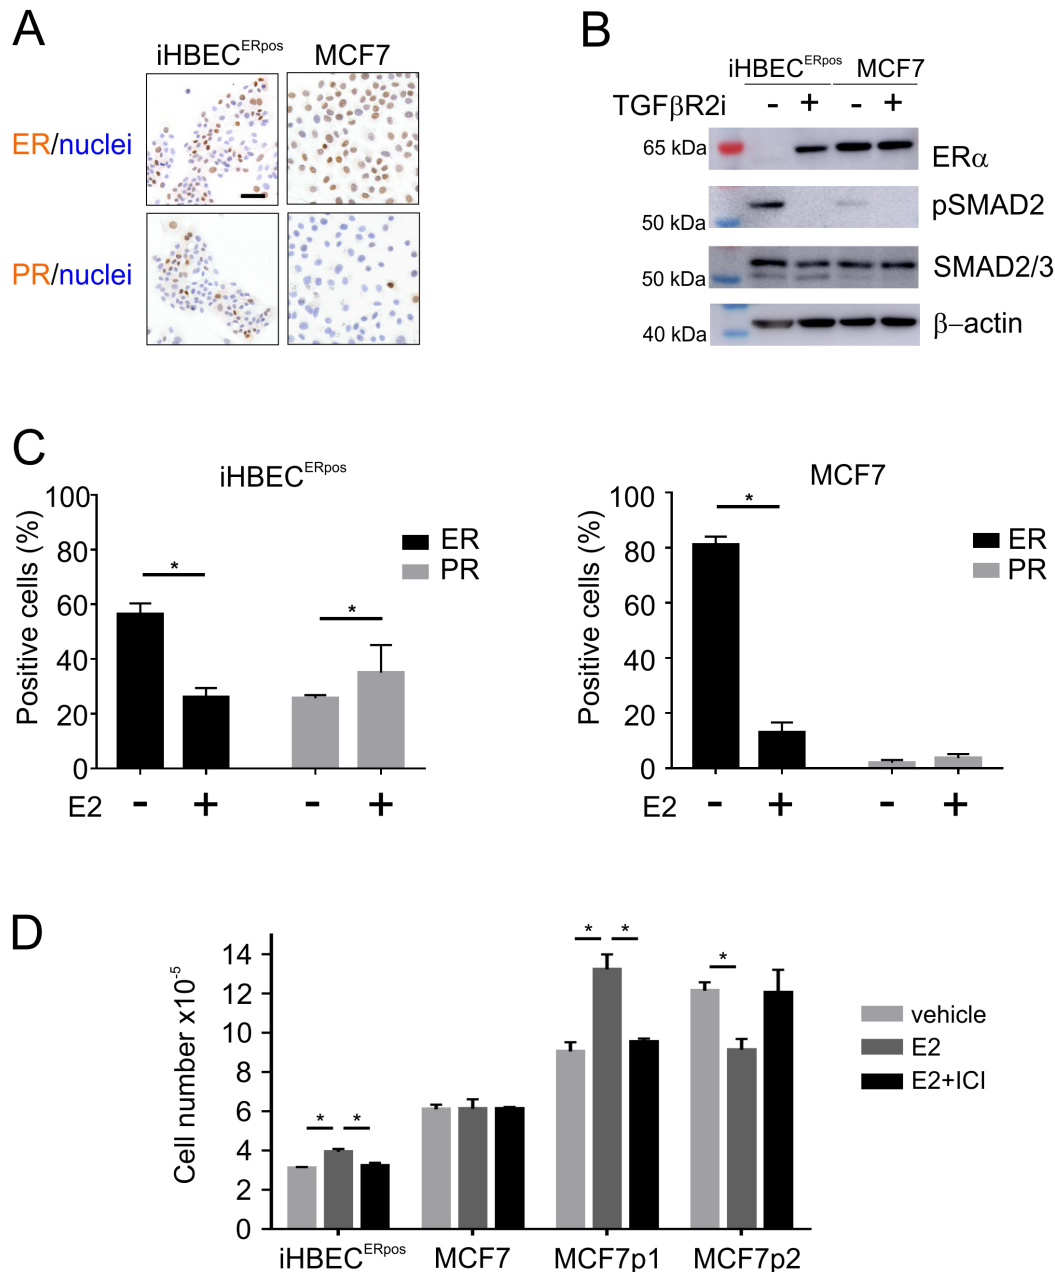 A
iHBEC^ERpos MCF7
ER/nuclei
PR/nuclei
B
iHBEC^ERpos MCF7
TGFβR2i - + - +
65 kDa ERα
50 kDa pSMAD2
50 kDa SMAD2/3
40 kDa β–actin
C
iHBEC^ERpos
Positive cells (%)
100
80
60
40
20
0
* *
ER
PR
E2 - + - +
MCF7
Positive cells (%)
100
80
60
40
20
0
*
ER
PR
E2 - + - +
D
Cell number x10^-5
14
12
10
8
6
4
2
0
* * * * *
vehicle
E2
E2+ICI
iHBEC^ERpos MCF7 MCF7p1 MCF7p2